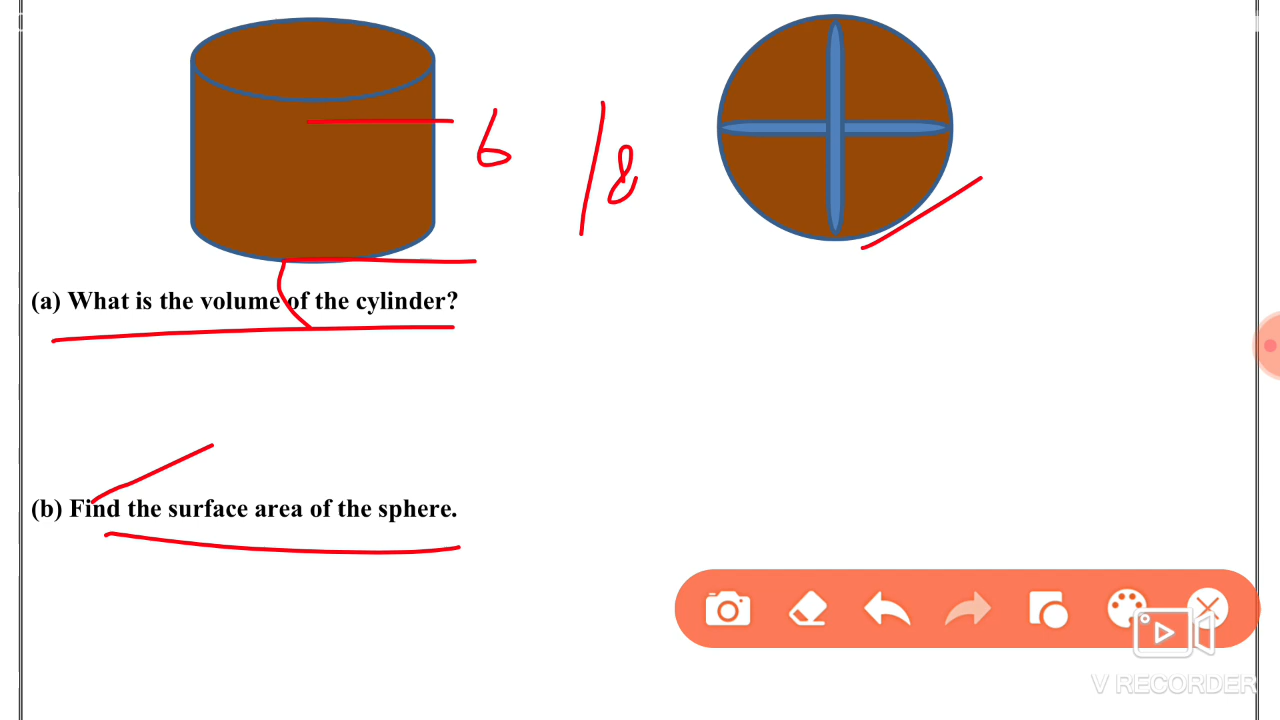 6
/8
(a) What is the volume of the cylinder?
(b) Find the surface area of the sphere.
V RECORDER